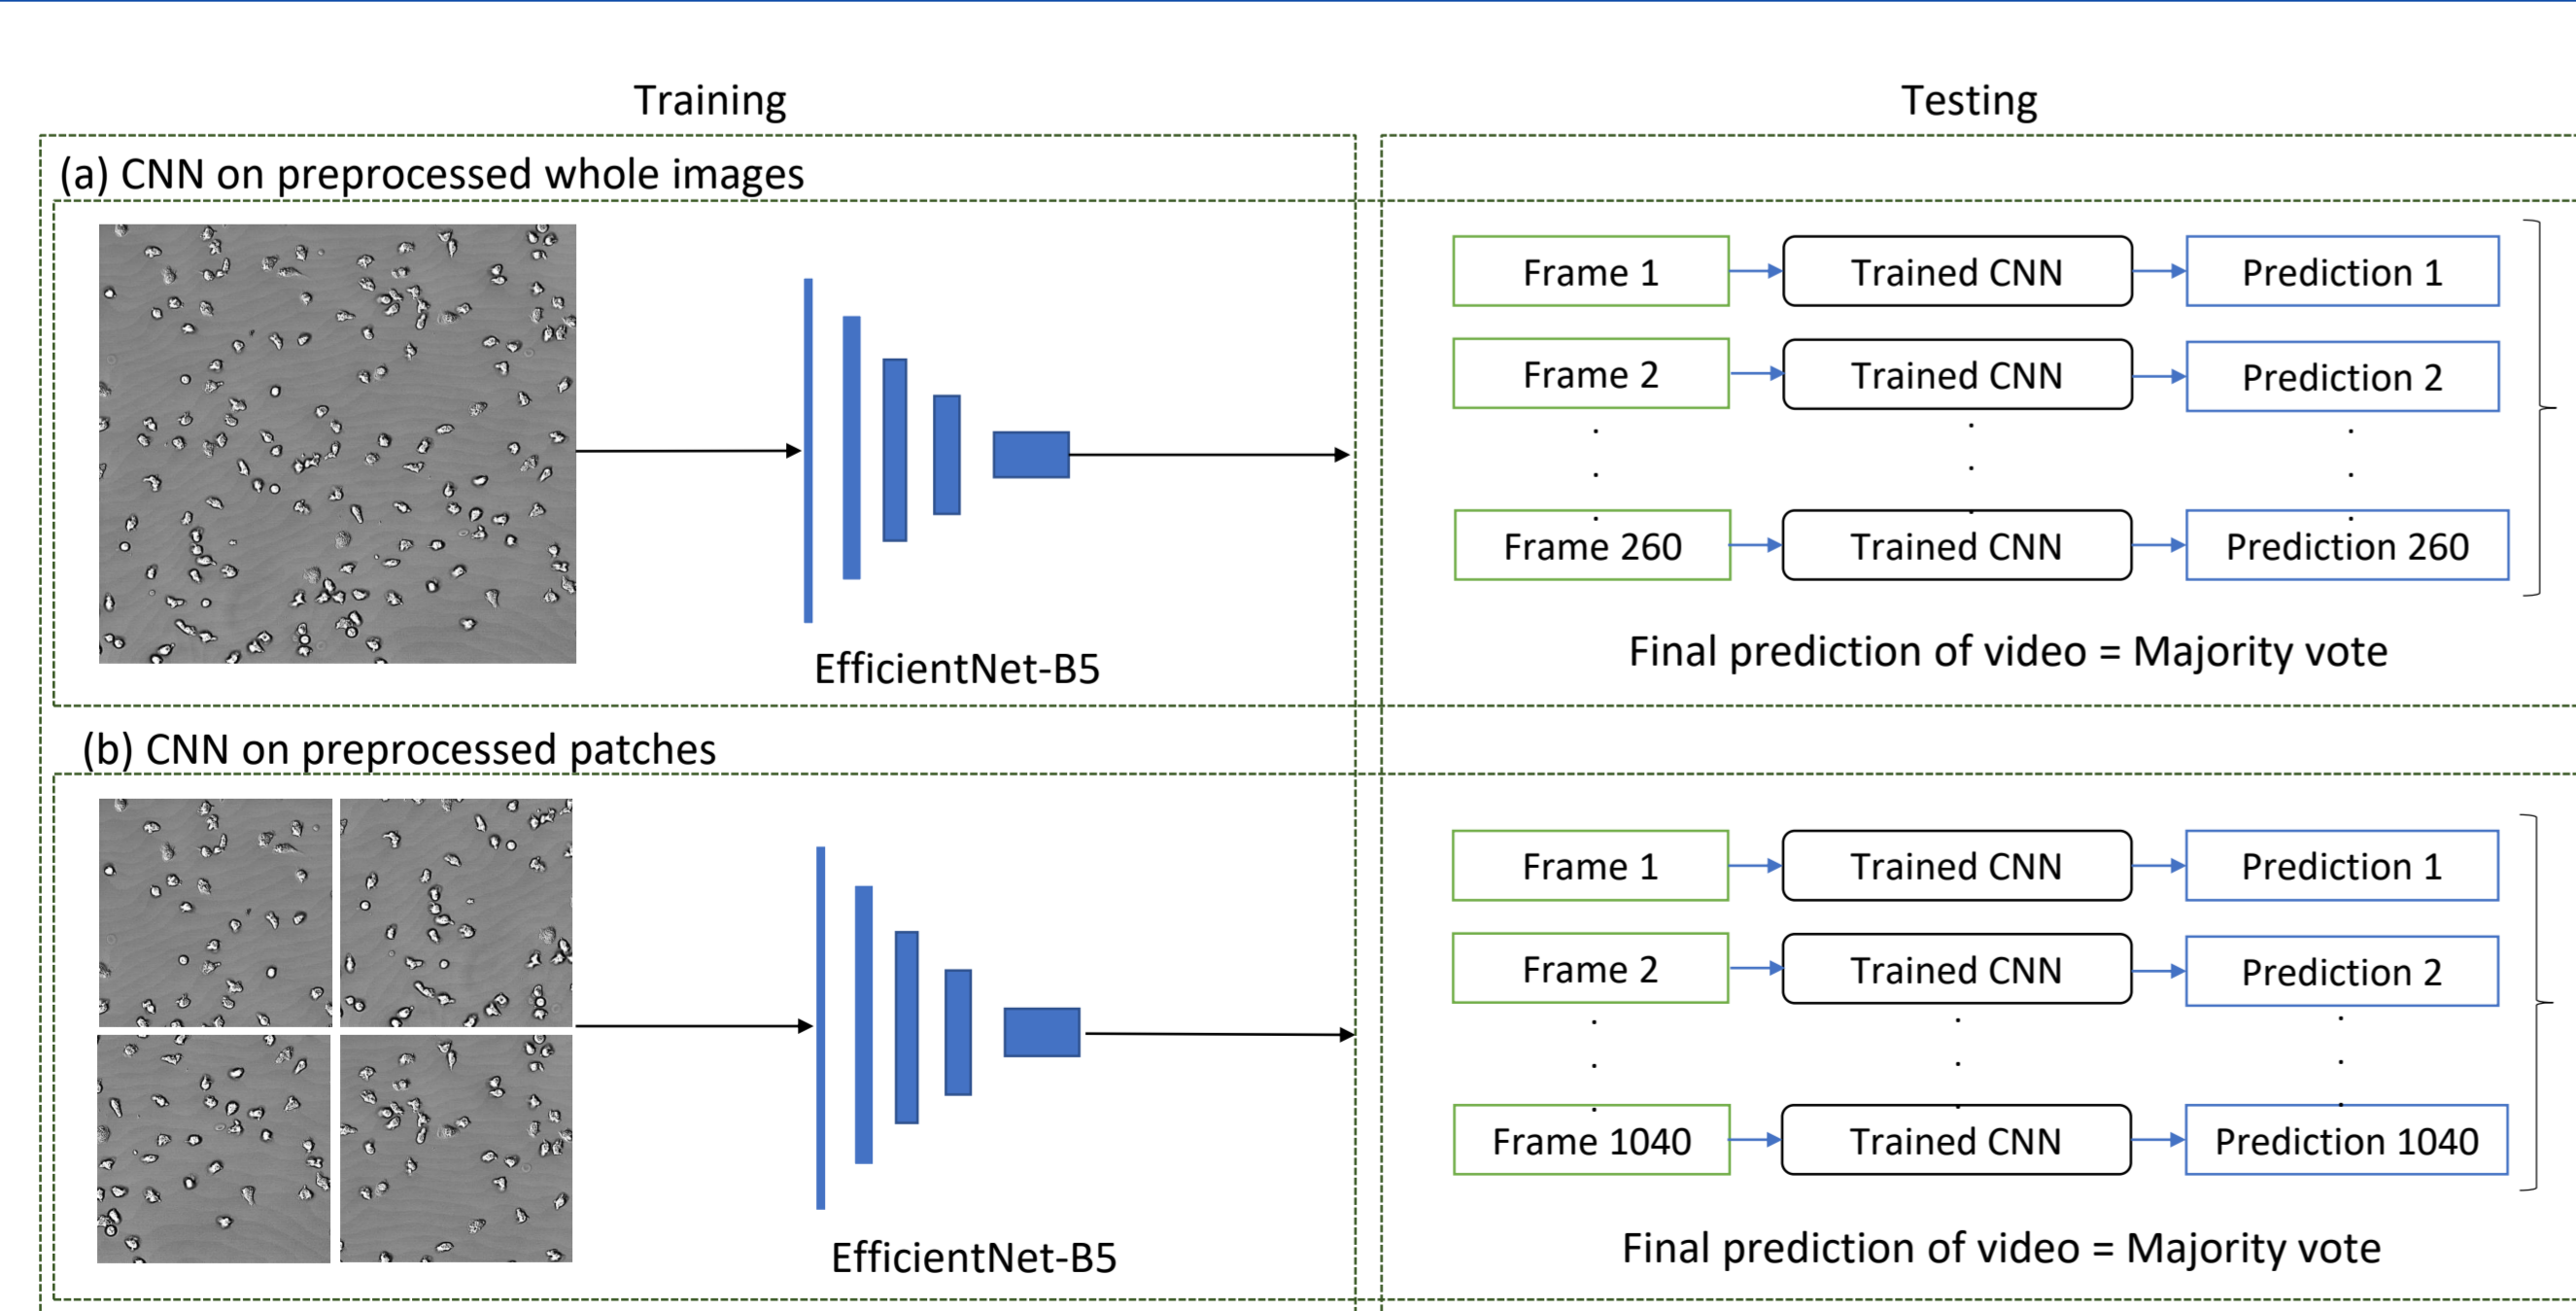 Training
Testing
(a) CNN on preprocessed whole images
Frame 1
Trained CNN
Prediction 1
Frame 2
Trained CNN
Prediction 2
Frame 260
Trained CNN
Prediction 260
EfficientNet-B5
Final prediction of video = Majority vote
(b) CNN on preprocessed patches
Frame 1
Trained CNN
Prediction 1
Frame 2
Trained CNN
Prediction 2
Frame 1040
Trained CNN
Prediction 1040
EfficientNet-B5
Final prediction of video = Majority vote